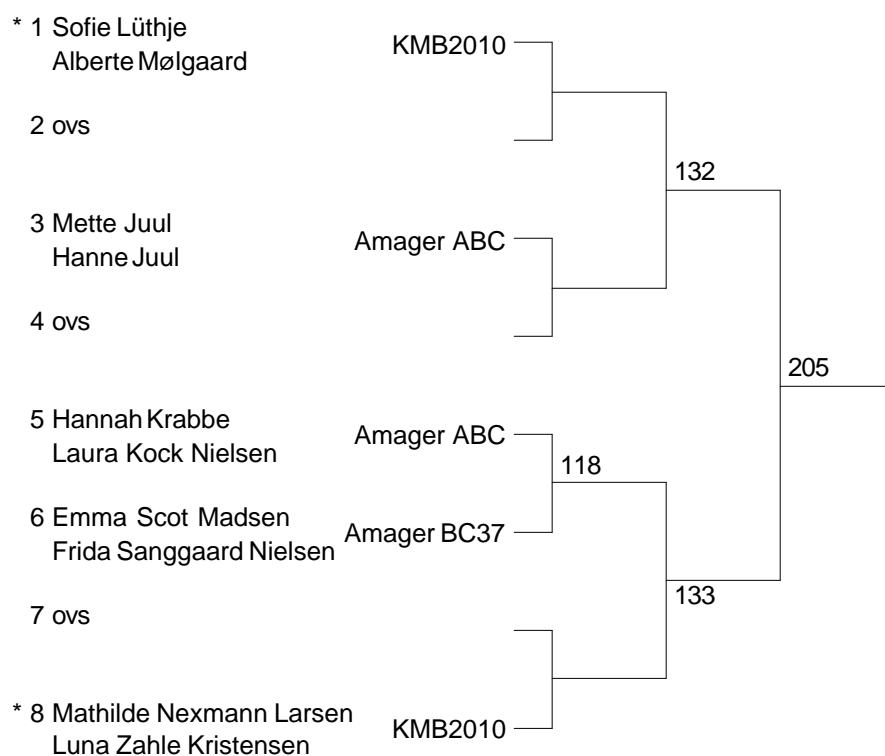 * 1 Sofie Lüthje
KMB2010
Alberte Mølgaard
2 ovs
132
3 Mette Juul
Amager ABC
Hanne Juul
4 ovs
205
5 Hannah Krabbe
Amager ABC
Laura Kock Nielsen
118
6 Emma Scot Madsen
Amager BC37
Frida Sanggaard Nielsen
133
7 ovs
* 8 Mathilde Nexmann Larsen
KMB2010
Luna Zahle Kristensen